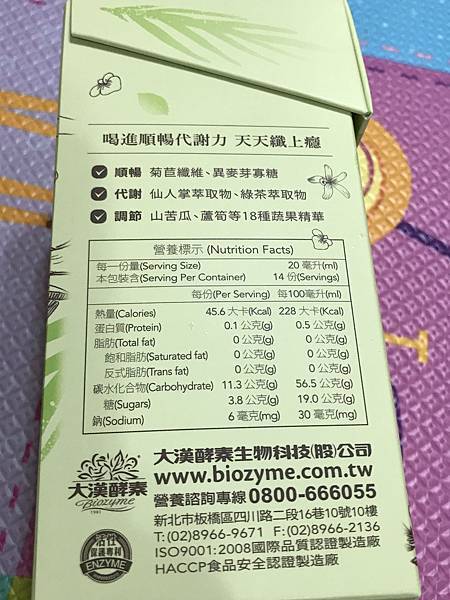 喝進順暢代謝力 天天纖上癮
順暢 菊苣纖維、異麥芽寡糖
代謝 仙人掌萃取物、綠茶萃取物
調節 山苦瓜、蘆筍等18種蔬果精華
營養標示 (Nutrition Facts)
每一份量(Serving Size) 20 毫升(ml)
本包裝含(Serving Per Container) 14 份(Servings)
每份(Per Serving) 每100毫升(ml)
熱量(Calories) 45.6 大卡(Kcal) 228 大卡(Kcal)
蛋白質(Protein) 0.1 公克(g) 0.5 公克(g)
脂肪(Total fat) 0 公克(g) 0 公克(g)
飽和脂肪(Saturated fat) 0 公克(g) 0 公克(g)
反式脂肪(Trans fat) 0 公克(g) 0 公克(g)
碳水化合物(Carbohydrate) 11.3 公克(g) 56.5 公克(g)
糖(Sugars) 3.8 公克(g) 19.0 公克(g)
鈉(Sodium) 6 毫克(mg) 30 毫克(mg)
大漢酵素
Biozyme
1981
大漢酵素生物科技(股)公司
www.biozyme.com.tw
營養諮詢專線 0800-666055
新北市板橋區四川路二段16巷10號10樓
T:(02)8966-9671 F:(02)8966-2136
ISO9001:2008國際品質認證製造廠
HACCP食品安全認證製造廠
活性
保護專利
ENZYME